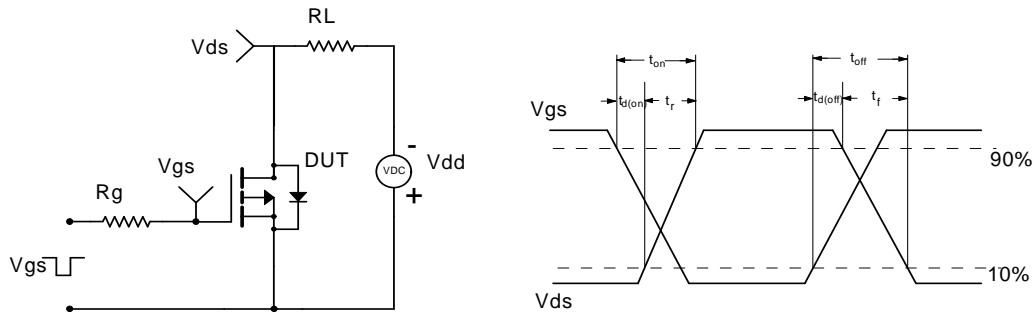 RL
Vds
Vgs
DUT
VDC
-
+
Vdd
Rg
Vgs
ton
toff
td(on)
tr
td(off)
tf
Vgs
90%
10%
Vds